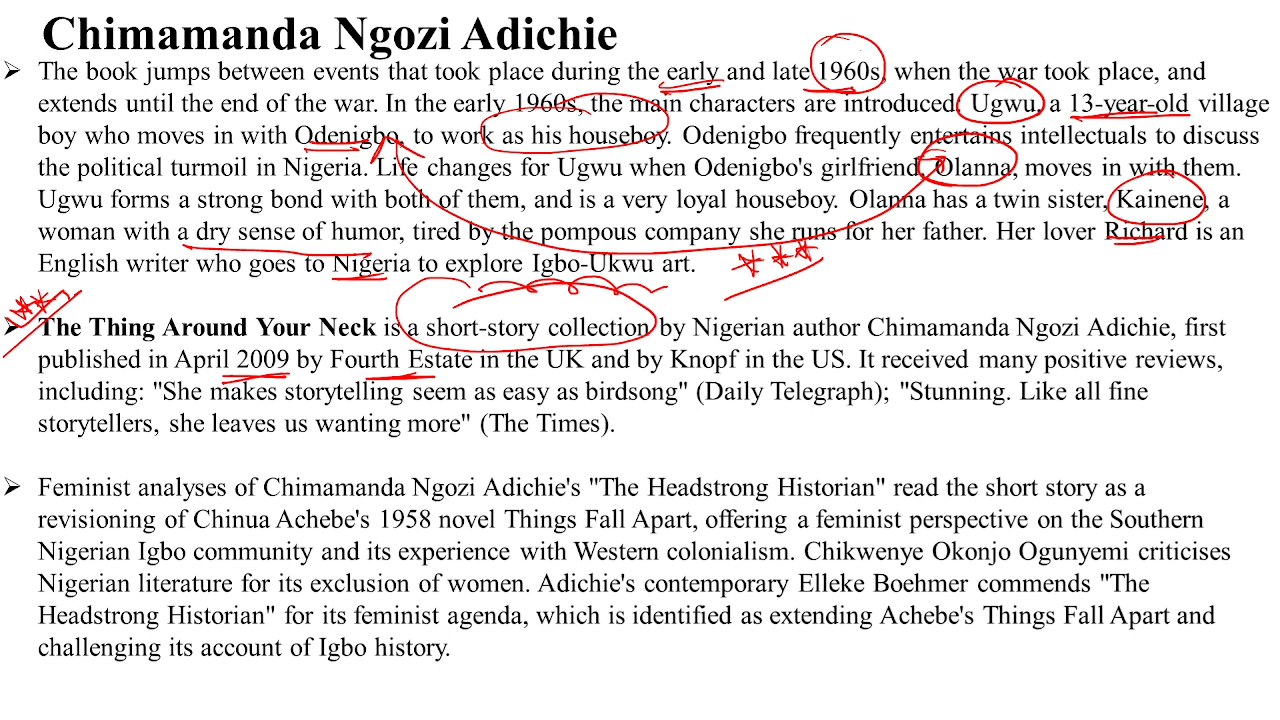 Chimamanda Ngozi Adichie
➤ The book jumps between events that took place during the early and late 1960s, when the war took place, and
extends until the end of the war. In the early 1960s, the main characters are introduced: Ugwu, a 13-year-old village
boy who moves in with Odenigbo, to work as his houseboy. Odenigbo frequently entertains intellectuals to discuss
the political turmoil in Nigeria. Life changes for Ugwu when Odenigbo's girlfriend, Olanna, moves in with them.
Ugwu forms a strong bond with both of them, and is a very loyal houseboy. Olanna has a twin sister, Kainene, a
woman with a dry sense of humor, tired by the pompous company she runs for her father. Her lover Richard is an
English writer who goes to Nigeria to explore Igbo-Ukwu art.
➤ The Thing Around Your Neck is a short-story collection by Nigerian author Chimamanda Ngozi Adichie, first
published in April 2009 by Fourth Estate in the UK and by Knopf in the US. It received many positive reviews,
including: "She makes storytelling seem as easy as birdsong" (Daily Telegraph); "Stunning. Like all fine
storytellers, she leaves us wanting more" (The Times).
➤ Feminist analyses of Chimamanda Ngozi Adichie's "The Headstrong Historian" read the short story as a
revisioning of Chinua Achebe's 1958 novel Things Fall Apart, offering a feminist perspective on the Southern
Nigerian Igbo community and its experience with Western colonialism. Chikwenye Okonjo Ogunyemi criticises
Nigerian literature for its exclusion of women. Adichie's contemporary Elleke Boehmer commends "The
Headstrong Historian" for its feminist agenda, which is identified as extending Achebe's Things Fall Apart and
challenging its account of Igbo history.